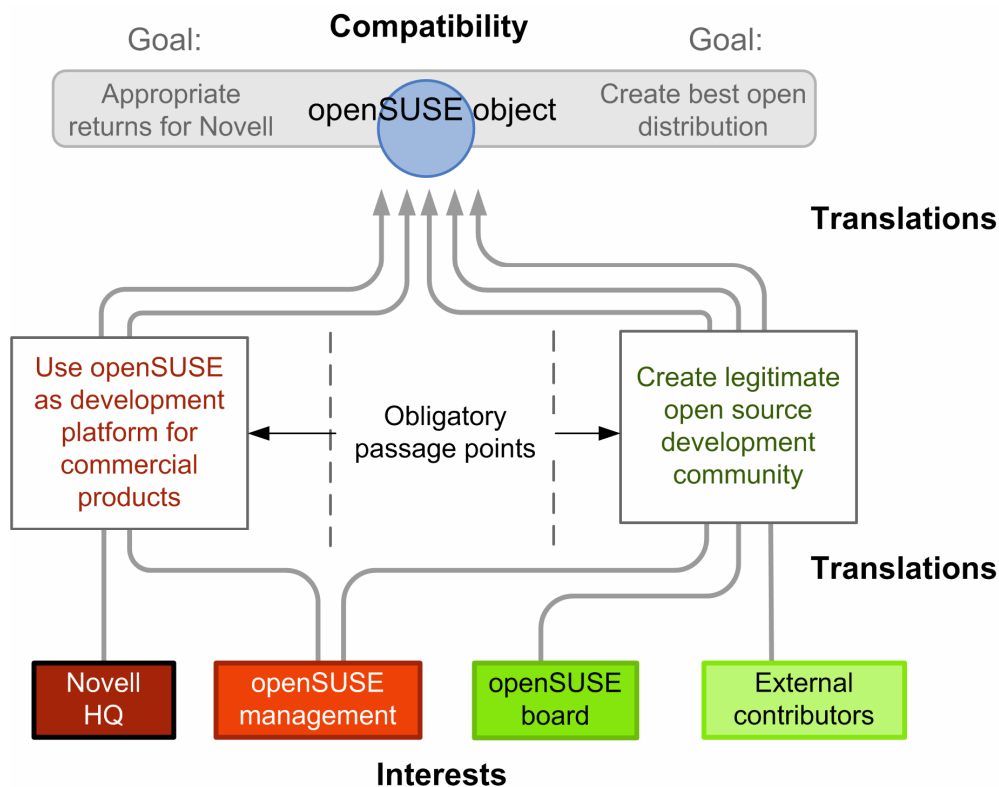 Compatibility
Goal:
Goal:
Appropriate
returns for Novell
openSUSE object
Create best open
distribution
Translations
Use openSUSE
as development
platform for
commercial
products
Obligatory
passage points
Create legitimate
open source
development
community
Translations
Novell
HQ
openSUSE
management
openSUSE
board
External
contributors
Interests